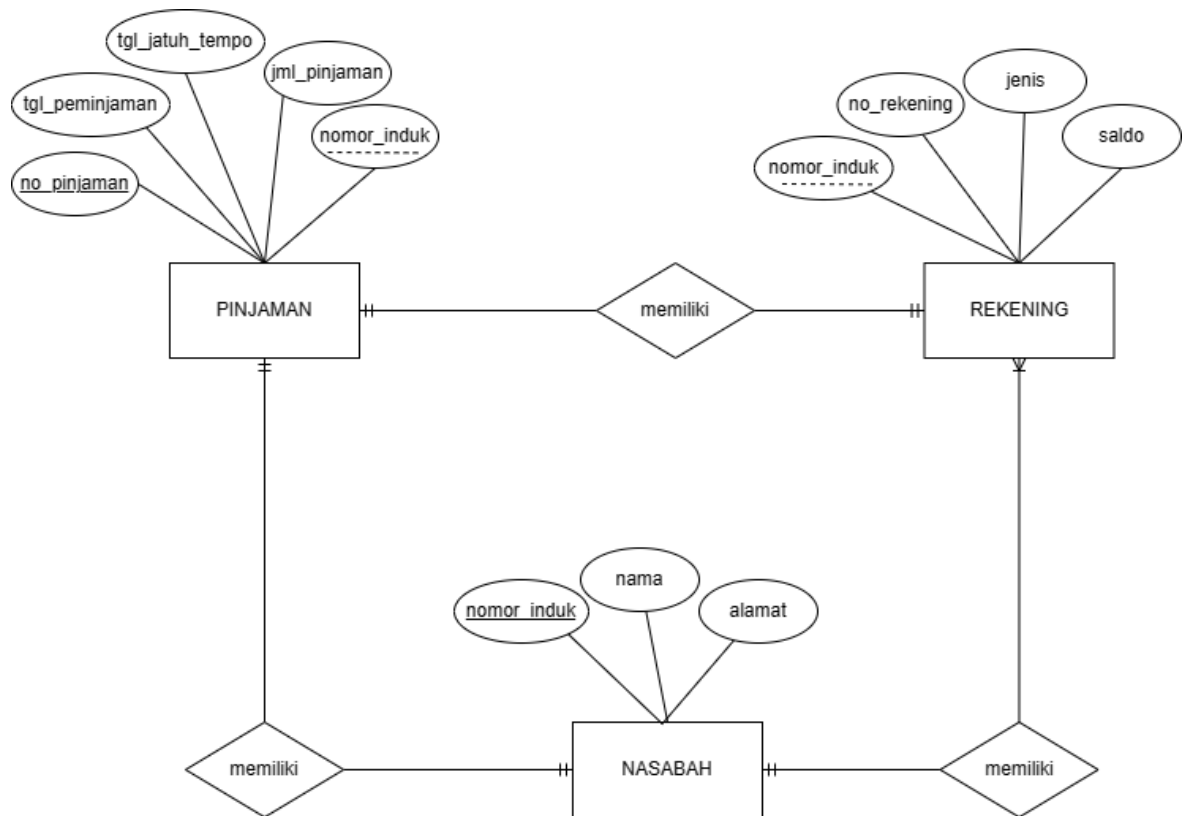 tgl_jatuh_tempo
jml_pinjaman
tgl_peminjaman
nomor_induk
no_pinjaman
jenis
no_rekening
saldo
nomor_induk
PINJAMAN
memiliki
REKENING
nama
nomor_induk
alamat
memiliki
NASABAH
memiliki